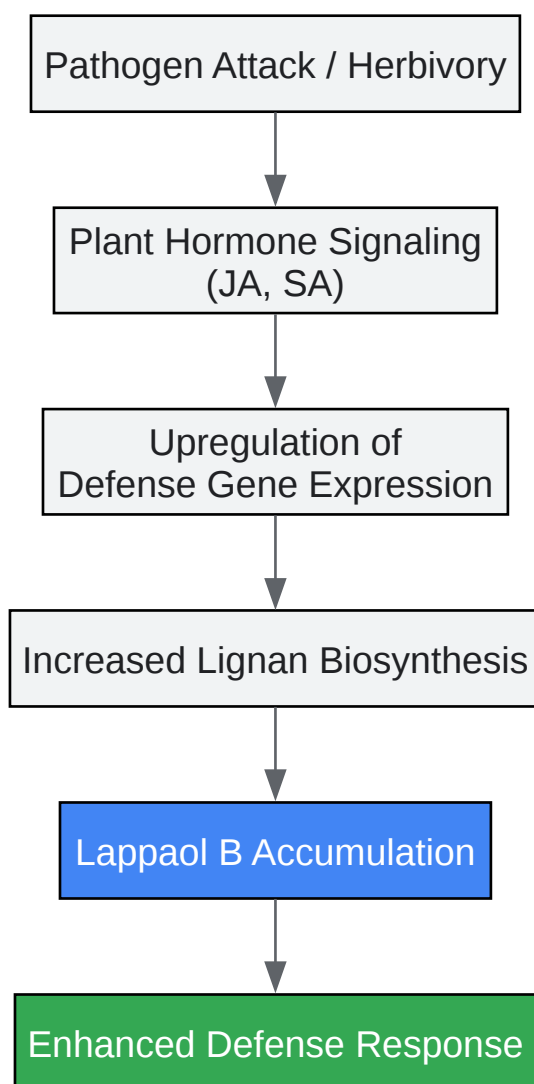 Pathogen Attack / Herbivory
Plant Hormone Signaling
(JA, SA)
Upregulation of
Defense Gene Expression
Increased Lignan Biosynthesis
Lappaol B Accumulation
Enhanced Defense Response